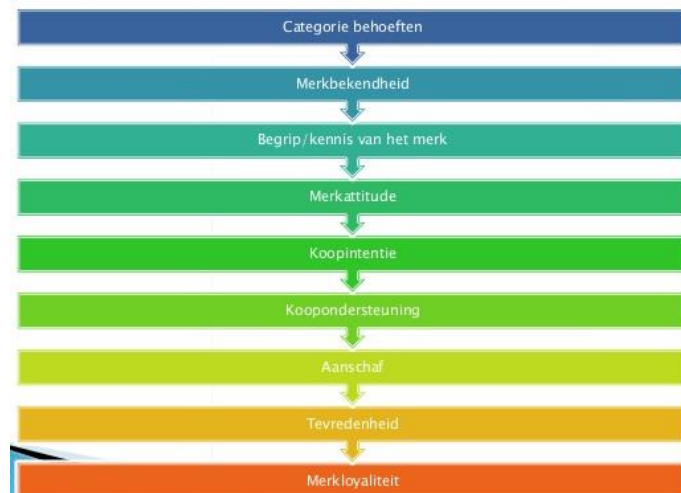 Categorie behoeften
Merkbekendheid
Begrip/kennis van het merk
Merkattitude
Koopintentie
Koopondersteuning
Aanschaf
Tevredenheid
Merkloyaliteit